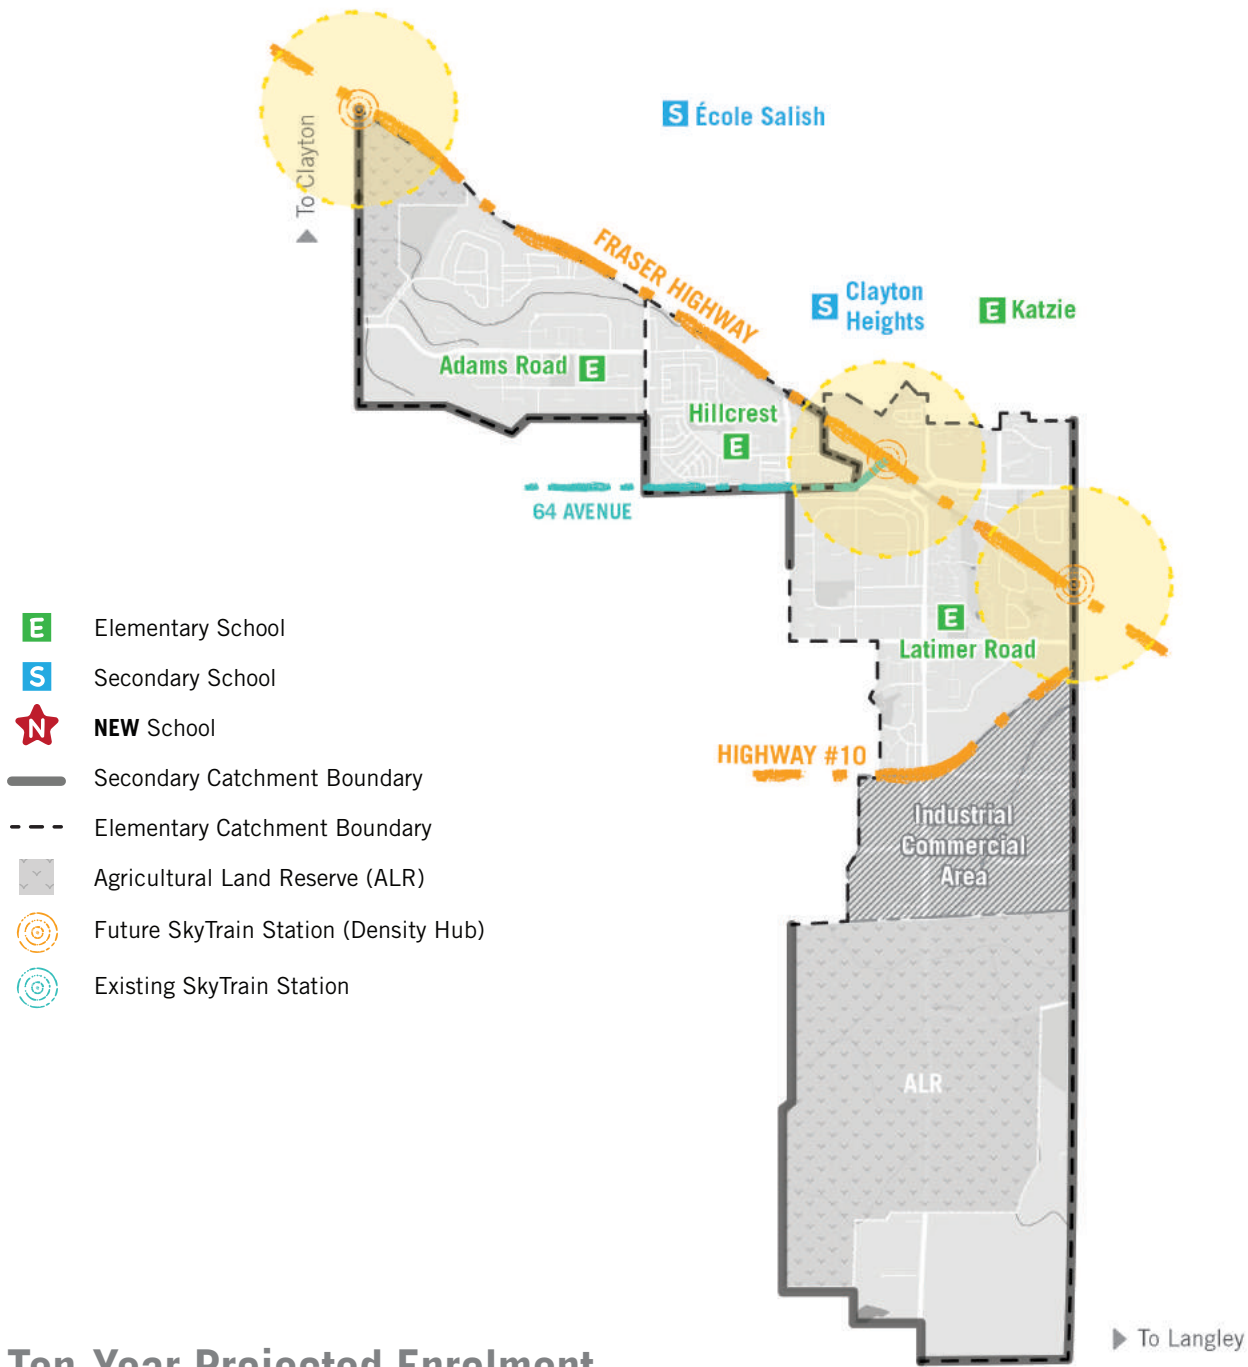 To Clayton
S École Salish
FRASER HIGHWAY
S Clayton
Heights
E Katzie
Adams Road E
Hillcrest
E
64 AVENUE
E
Latimer Road
E Elementary School
S Secondary School
N NEW School
Secondary Catchment Boundary
Elementary Catchment Boundary
Agricultural Land Reserve (ALR)
Future SkyTrain Station (Density Hub)
Existing SkyTrain Station
HIGHWAY #10
Industrial
Commercial
Area
ALR
To Langley
Ten-Year Projected Enrolment